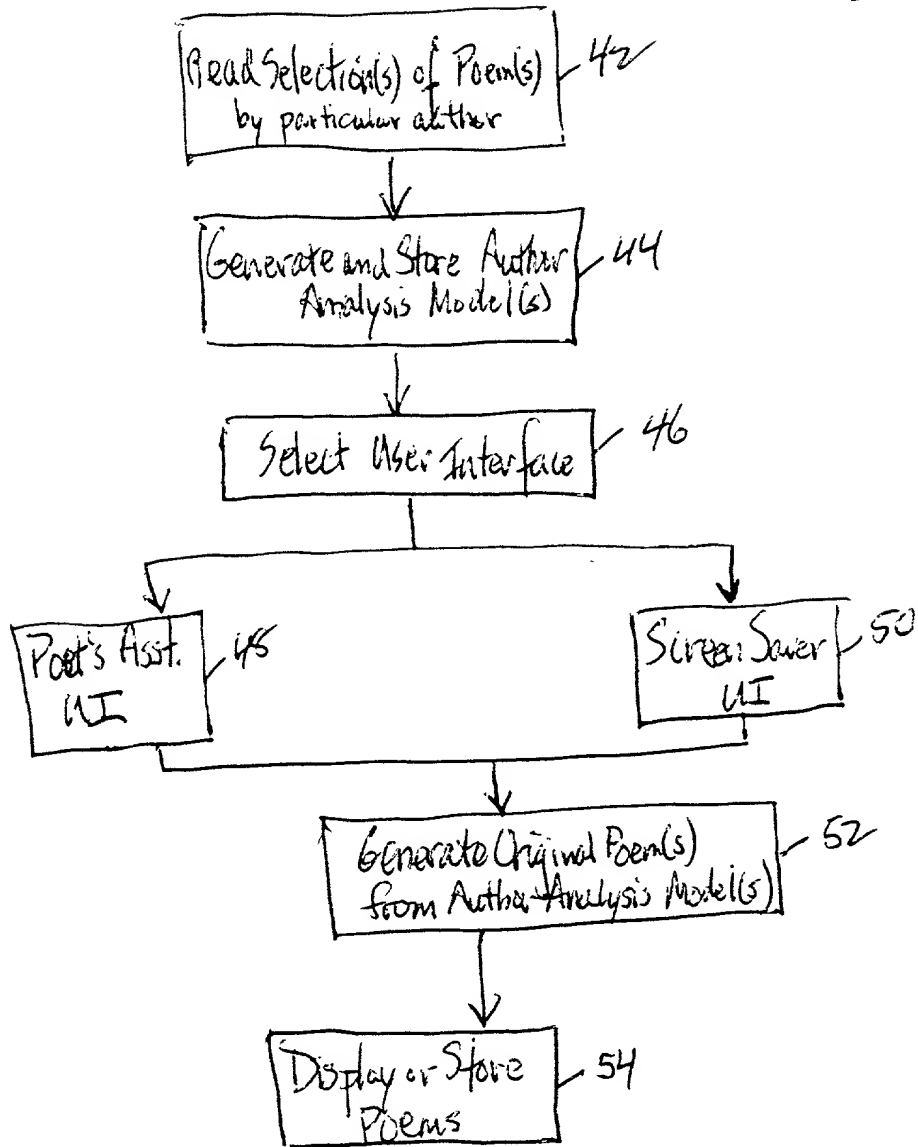 Read Selection(s) of Poem(s)
by particular author
42
Generate and Store Author
Analysis Model(s)
44
Select User Interface
46
Poet's Asst.
UI
48
Screen Saver
UI
50
Generate Original Poem(s)
from Author Analysis Model(s)
52
Display or Store
Poems
54